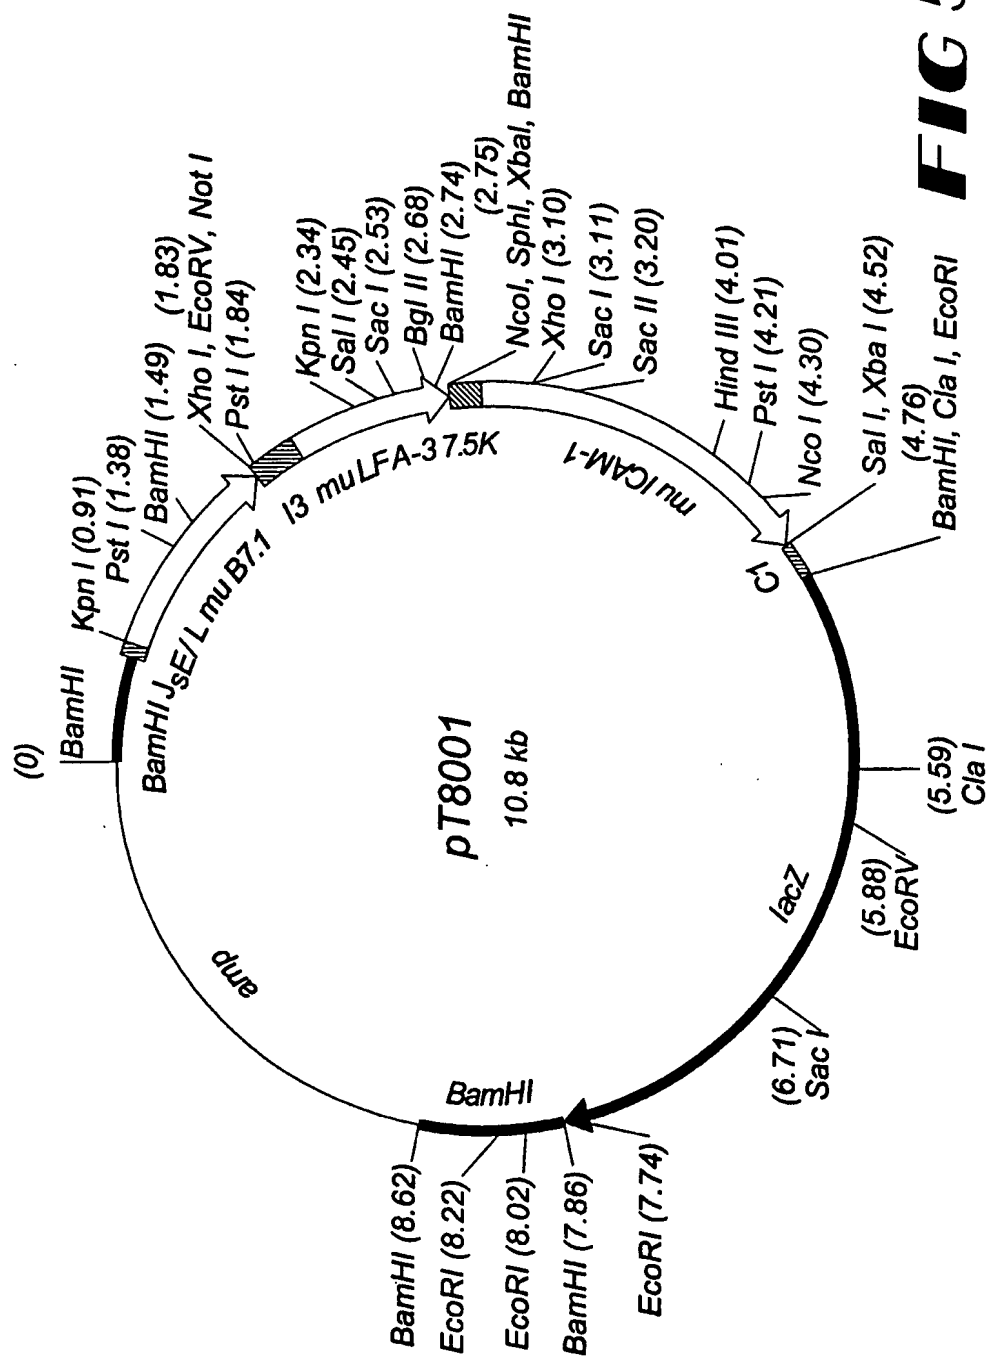 (0)
BamHI
Kpn I (0.91)
Pst I (1.38)
BamHI (1.49)
(1.83)
Xho I, EcoRV, Not I
Pst I (1.84)
Kpn I (2.34)
Sal I (2.45)
Sac I (2.53)
Bgl II (2.68)
BamHI (2.74)
(2.75)
NcoI, SphI, XbaI, BamHI
Xho I (3.10)
Sac I (3.11)
Sac II (3.20)
Hind III (4.01)
Pst I (4.21)
Nco I (4.30)
Sal I, Xba I (4.52)
(4.76)
BamHI, Cla I, EcoRI
(5.59)
Cla I
(5.88)
EcoRV
(6.71)
Sac I
EcoRI (7.74)
BamHI (7.86)
EcoRI (8.02)
EcoRI (8.22)
BamHI (8.62)
BamHI J
sE/L mu B7.1
I3 mu LFA-3 7.5K
mu ICAM-1
C1
lacZ
BamHI
amp
pT8001
10.8 kb
FIG